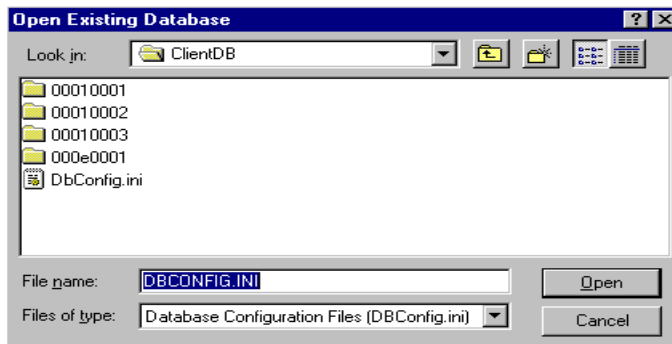 Open Existing Database
Look in: ClientDB
00010001
00010002
00010003
000e0001
DbConfig.ini
File name: DBCONFIG.INI Open
Files of type: Database Configuration Files (DBConfig.ini) Cancel